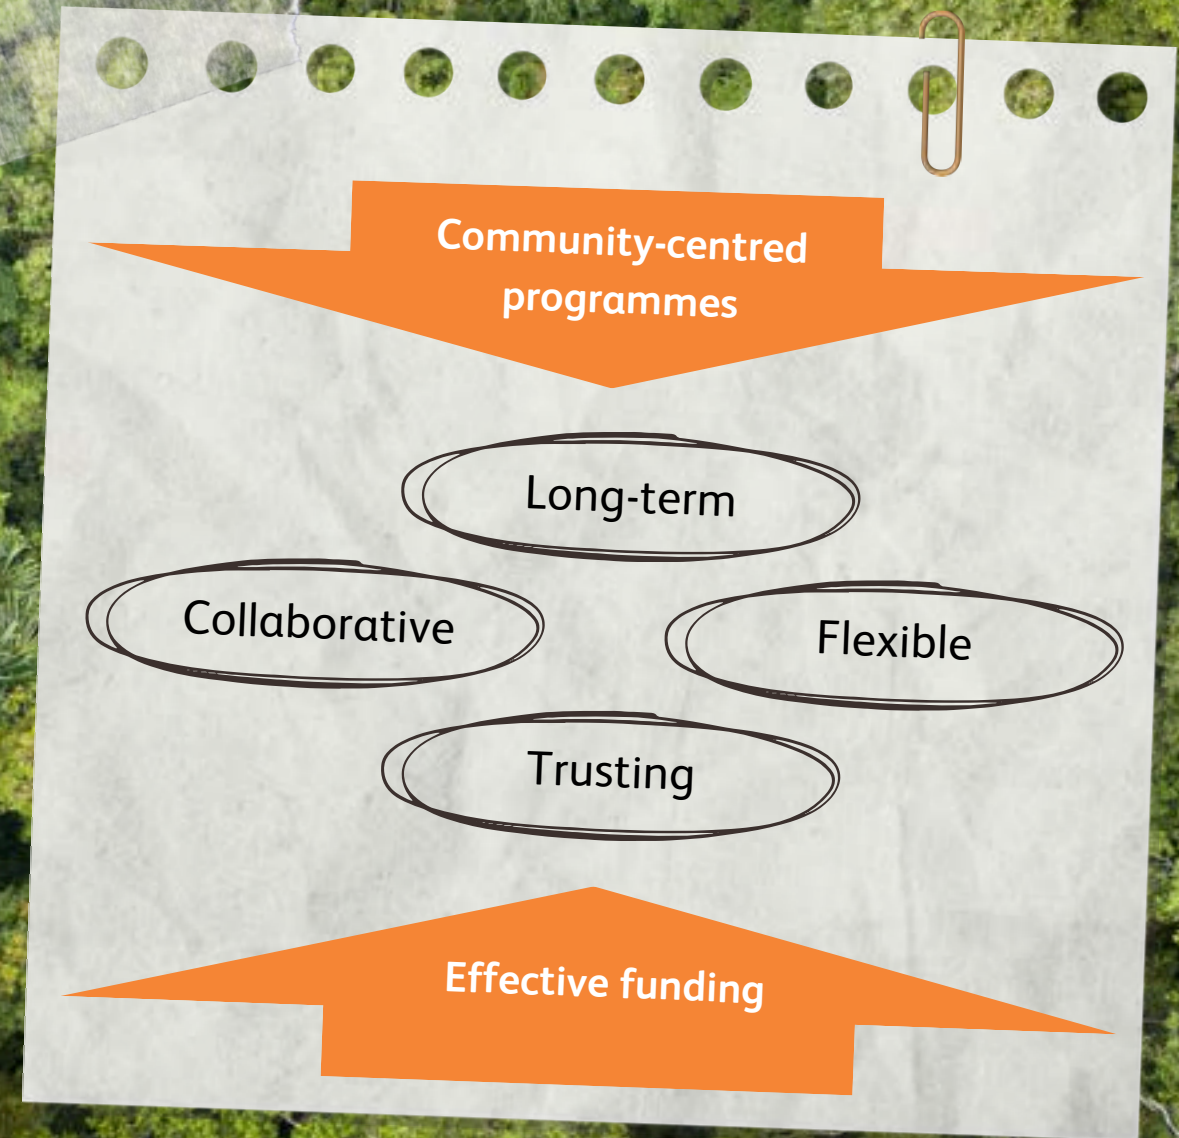 Community-centred
programmes
Long-term
Collaborative
Flexible
Trusting
Effective funding